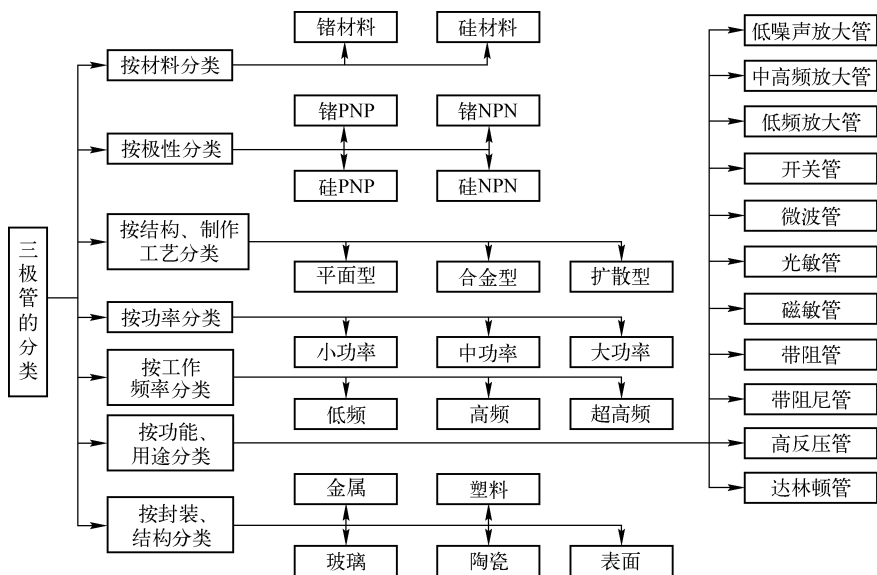 三极管的分类
按材料分类
锗材料
硅材料
按极性分类
锗PNP
锗NPN
硅PNP
硅NPN
按结构、制作
工艺分类
平面型
合金型
扩散型
按功率分类
小功率
中功率
大功率
按工作
频率分类
低频
高频
超高频
按功能、
用途分类
低噪声放大管
中高频放大管
低频放大管
开关管
微波管
光敏管
磁敏管
带阻管
带阻尼管
高反压管
达林顿管
按封装、
结构分类
金属
塑料
玻璃
陶瓷
表面